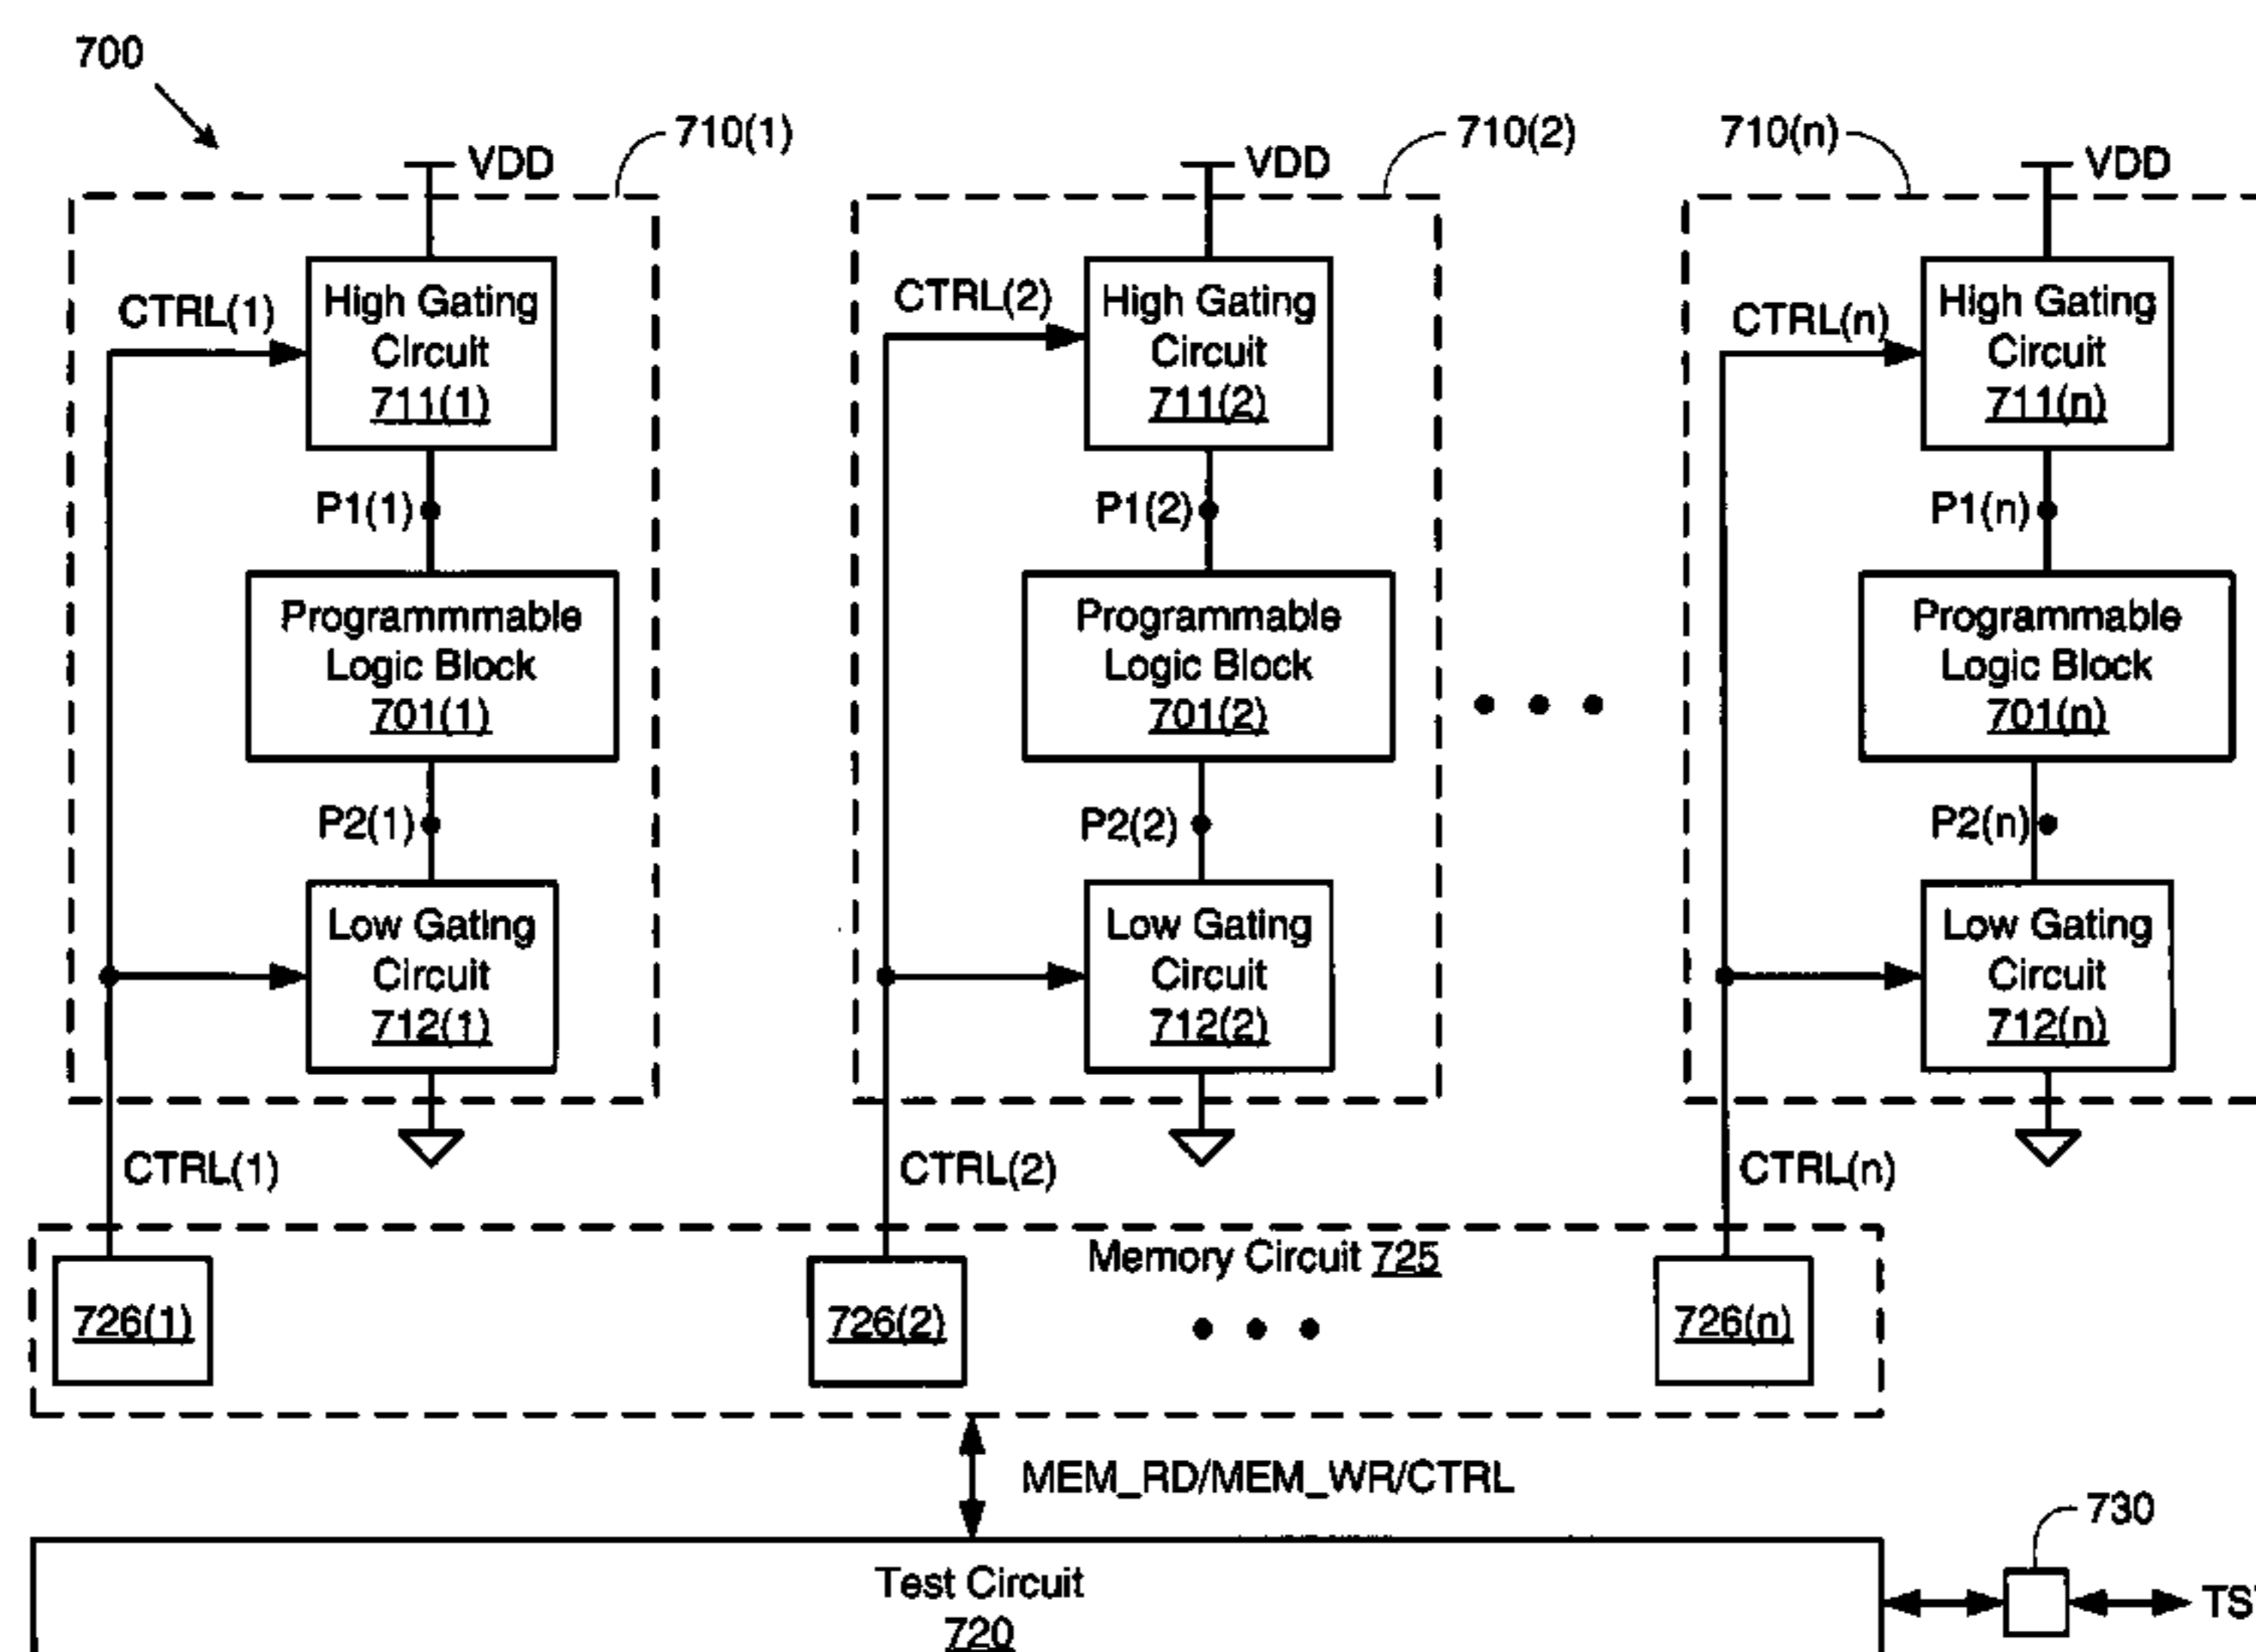 700
710(1)
710(2)
710(n)
VDD
VDD
VDD
CTRL(1)
High Gating
Circuit
711(1)
CTRL(2)
High Gating
Circuit
711(2)
CTRL(n)
High Gating
Circuit
711(n)
P1(1)
P1(2)
P1(n)
Programmmable
Logic Block
701(1)
Programmable
Logic Block
701(2)
Programmable
Logic Block
701(n)
P2(1)
P2(2)
P2(n)
Low Gating
Circuit
712(1)
Low Gating
Circuit
712(2)
Low Gating
Circuit
712(n)
CTRL(1)
CTRL(2)
CTRL(n)
Memory Circuit 725
726(1)
726(2)
726(n)
MEM_RD/MEM_WR/CTRL
730
Test Circuit
720